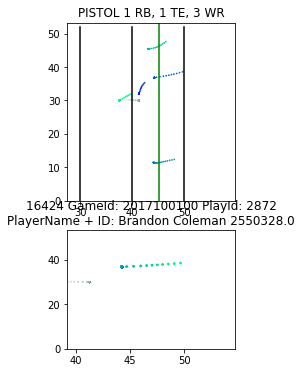 PISTOL 1 RB, 1 TE, 3 WR
50
40
30
20
10
0
30 40 50
16424 GameId: 2017100100 PlayId: 2872
PlayerName + ID: Brandon Coleman 2550328.0
40
20
0
40 45 50